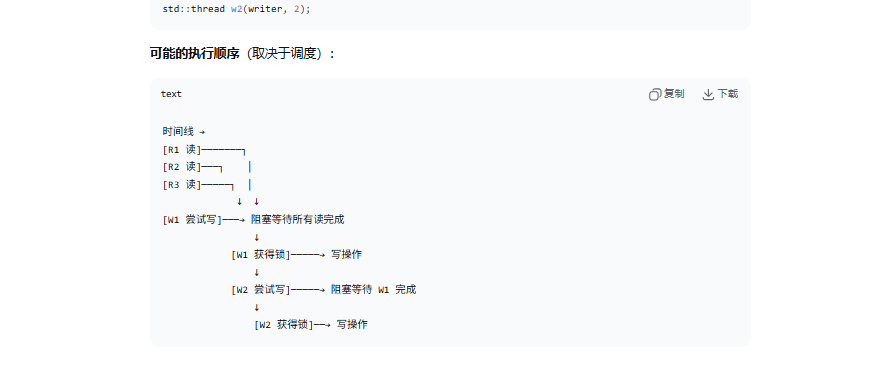 std::thread w2(writer, 2);
可能的执行顺序（取决于调度）：
text 复制 下载
时间线 →
[R1 读]───────┐
[R2 读]───┐    │
[R3 读]─────┐  │
             ↓  ↓
[W1 尝试写]───→ 阻塞等待所有读完成
                ↓
            [W1 获得锁]─────→ 写操作
                ↓
            [W2 尝试写]─────→ 阻塞等待 W1 完成
                ↓
                [W2 获得锁]──→ 写操作